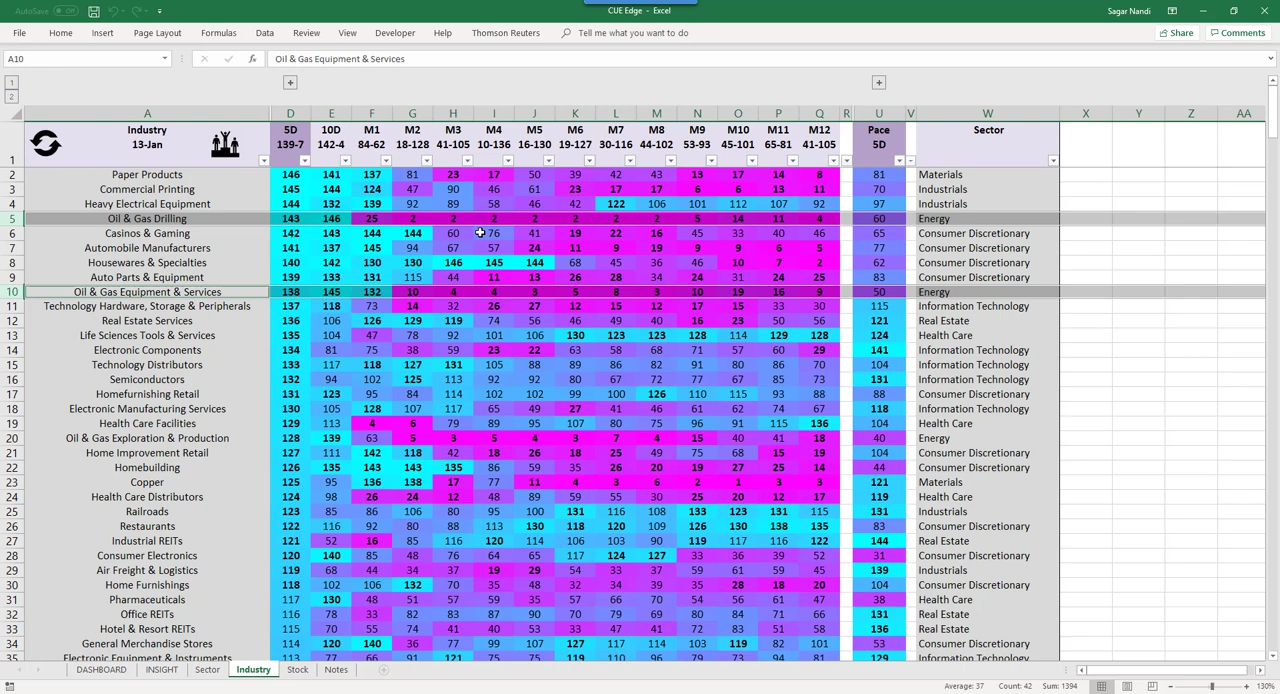 AutoSave Off CUE Edge - Excel Sagar Nandi
File Home Insert Page Layout Formulas Data Review View Developer Help Thomson Reuters Tell me what you want to do Share Comments
A10 fx Oil & Gas Equipment & Services
1
2
A D E F G H I J K L M N O P Q R U V W X Y Z AA
Industry 5D 10D M1 M2 M3 M4 M5 M6 M7 M8 M9 M10 M11 M12 Pace Sector
13-Jan 139-7 142-4 84-62 18-128 41-105 10-136 16-130 19-127 30-116 44-102 53-93 45-101 65-81 41-105 5D
1
2 Paper Products 146 141 137 81 23 17 50 39 42 43 13 17 14 8 81 Materials
3 Commercial Printing 145 144 124 47 90 46 61 23 17 17 6 6 13 11 70 Industrials
4 Heavy Electrical Equipment 144 132 139 92 89 58 46 42 122 106 101 112 107 92 97 Industrials
5 Oil & Gas Drilling 143 146 25 2 2 2 2 2 2 2 5 14 11 4 60 Energy
6 Casinos & Gaming 142 143 144 144 60 76 41 19 22 16 45 33 40 46 65 Consumer Discretionary
7 Automobile Manufacturers 141 137 145 94 67 57 24 11 9 19 9 9 6 5 77 Consumer Discretionary
8 Housewares & Specialties 140 142 130 130 146 145 144 68 45 36 46 10 7 2 62 Consumer Discretionary
9 Auto Parts & Equipment 139 133 131 115 44 11 13 26 28 34 24 31 24 25 83 Consumer Discretionary
10 Oil & Gas Equipment & Services 138 145 132 10 4 4 3 5 8 3 10 19 16 9 50 Energy
11 Technology Hardware, Storage & Peripherals 137 118 73 14 32 26 27 12 15 12 17 15 33 30 115 Information Technology
12 Real Estate Services 136 106 126 129 119 74 56 46 49 40 16 23 50 56 121 Real Estate
13 Life Sciences Tools & Services 135 104 47 78 92 101 106 130 123 123 128 114 129 128 124 Health Care
14 Electronic Components 134 81 75 38 59 23 22 63 58 68 71 57 60 29 141 Information Technology
15 Technology Distributors 133 117 118 127 131 105 88 89 86 82 91 80 86 70 104 Information Technology
16 Semiconductors 132 94 102 125 113 92 92 80 67 72 77 67 85 73 131 Information Technology
17 Homefurnishing Retail 131 123 95 84 114 102 102 99 100 126 110 115 93 88 88 Consumer Discretionary
18 Electronic Manufacturing Services 130 105 128 107 117 65 49 27 41 46 61 62 74 67 118 Information Technology
19 Health Care Facilities 129 113 4 6 79 89 95 107 80 75 96 91 115 136 104 Health Care
20 Oil & Gas Exploration & Production 128 139 63 5 3 5 4 3 7 4 15 40 41 18 40 Energy
21 Home Improvement Retail 127 111 142 118 42 18 26 18 25 49 75 68 15 19 104 Consumer Discretionary
22 Homebuilding 126 135 143 143 135 86 59 35 26 20 19 27 25 14 44 Consumer Discretionary
23 Copper 125 95 136 138 17 77 11 4 3 6 2 1 3 3 121 Materials
24 Health Care Distributors 124 98 26 24 12 48 89 59 55 30 25 20 12 17 119 Health Care
25 Railroads 123 85 86 106 80 95 100 131 116 108 133 123 131 115 131 Industrials
26 Restaurants 122 116 92 80 88 113 130 118 120 109 126 130 138 135 83 Consumer Discretionary
27 Industrial REITs 121 52 16 85 116 120 114 106 103 90 119 117 116 122 144 Real Estate
28 Consumer Electronics 120 140 85 48 76 64 65 117 124 127 33 36 39 52 31 Consumer Discretionary
29 Air Freight & Logistics 119 68 44 34 37 19 29 54 33 37 59 61 59 45 139 Industrials
30 Home Furnishings 118 102 106 132 70 35 48 32 34 39 35 28 18 20 104 Consumer Discretionary
31 Pharmaceuticals 117 130 48 51 57 59 35 57 66 70 54 56 61 47 38 Health Care
32 Office REITs 116 78 33 82 83 87 90 70 79 69 80 84 71 66 131 Real Estate
33 Hotel & Resort REITs 115 70 55 74 41 40 53 33 47 41 72 83 51 58 136 Real Estate
34 General Merchandise Stores 114 120 140 36 77 99 107 127 117 114 103 119 82 101 53 Consumer Discretionary
35 Electronic Equipment & Instruments 113 77 66 91 121 75 75 119 95 79 73 94 78 78 129 Information Technology
DASHBOARD INSIGHT Sector Industry Stock Notes
Average: 37 Count: 42 Sum: 1394 130%